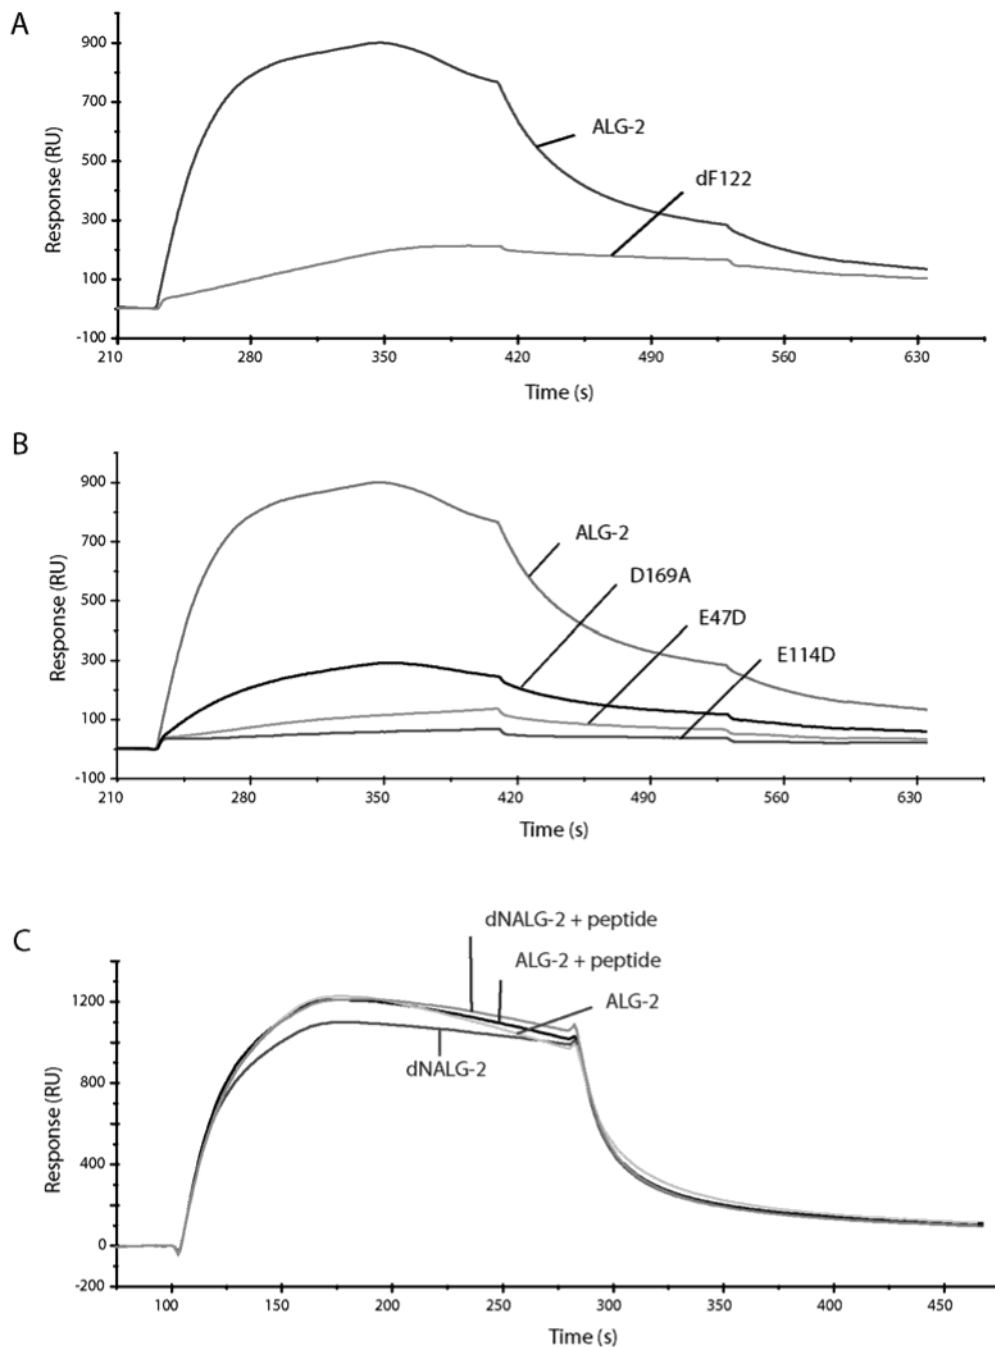 A
900
700
500
300
100
-100
Response (RU)
ALG-2
dF122
210 280 350 420 490 560 630
Time (s)
B
900
700
500
300
100
-100
Response (RU)
ALG-2
D169A
E47D
E114D
210 280 350 420 490 560 630
Time (s)
C
dNALG-2 + peptide
ALG-2 + peptide
ALG-2
dNALG-2
1200
800
400
0
-200
Response (RU)
100 150 200 250 300 350 400 450
Time (s)